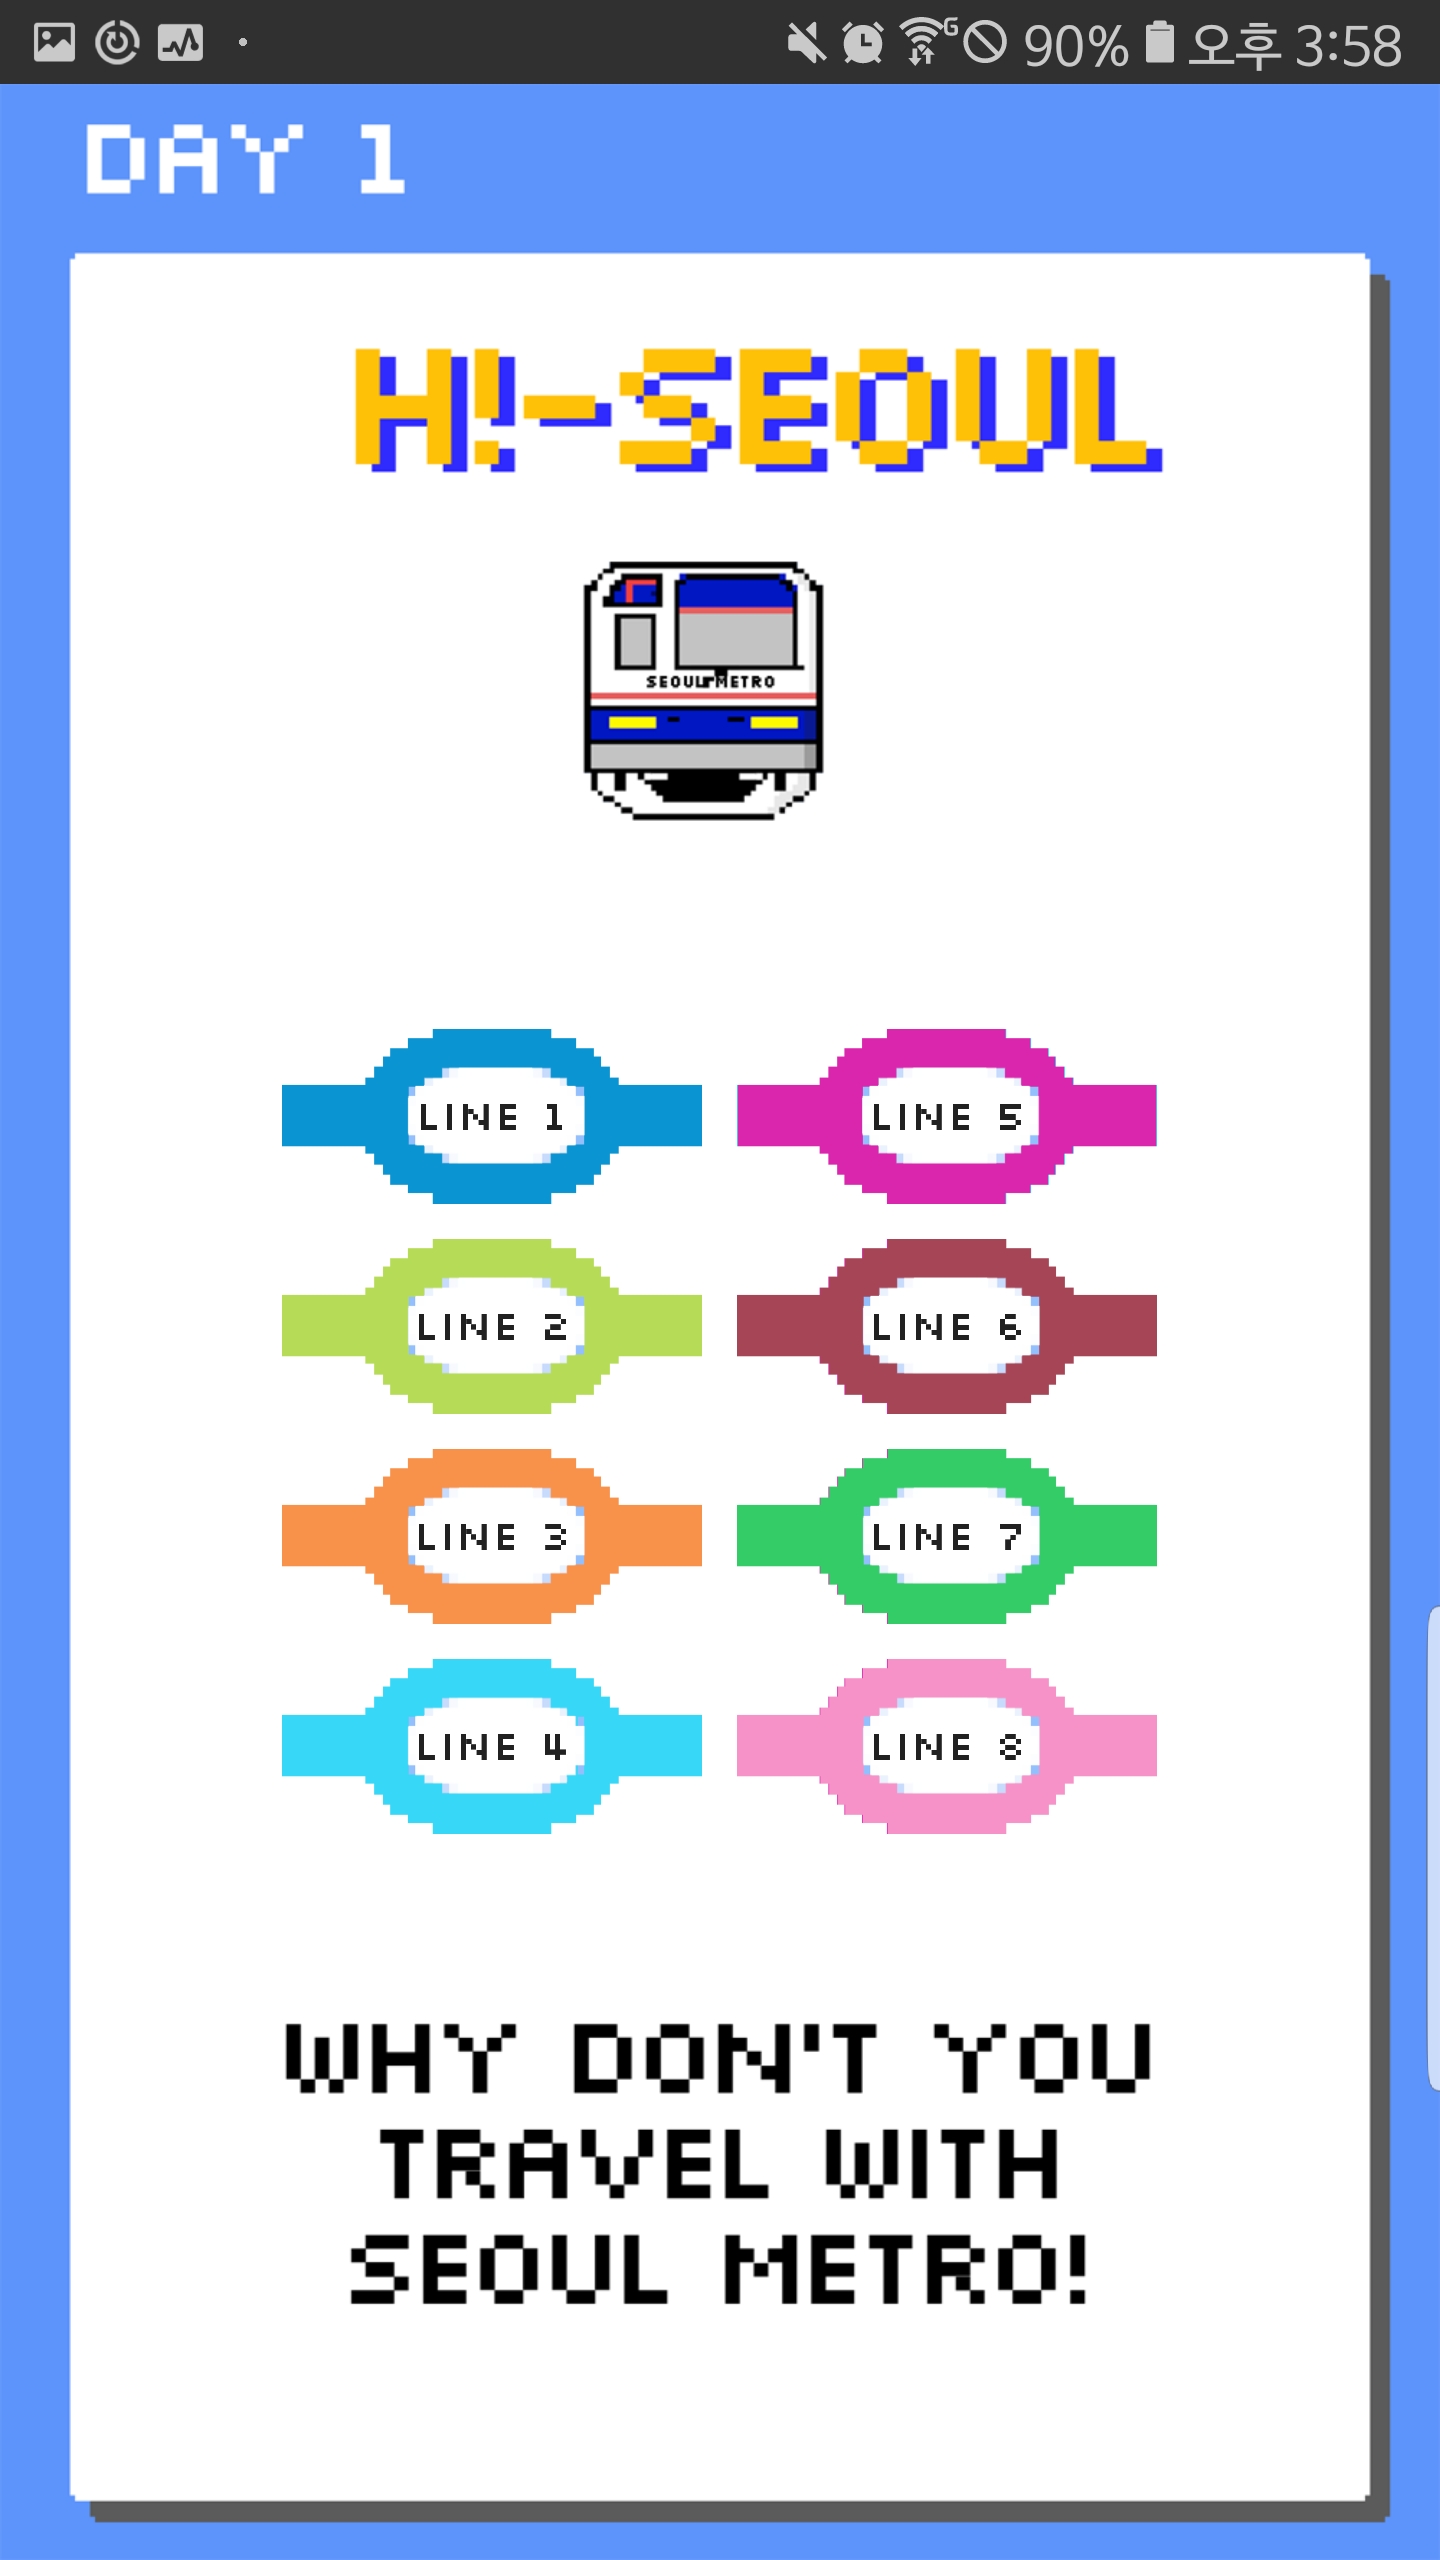 90% 오후 3:58
DAY 1
H!-SEOUL
SEOUL METRO
LINE 1
LINE 5
LINE 2
LINE 6
LINE 3
LINE 7
LINE 4
LINE 8
WHY DON'T YOU
TRAVEL WITH
SEOUL METRO!